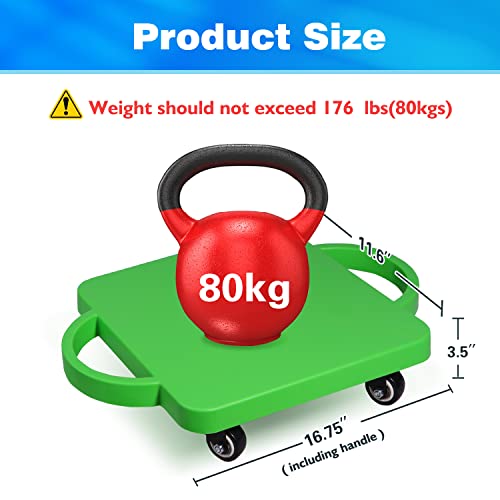 Product Size
Weight should not exceed 176 lbs(80kgs)
80kg
11.6"
3.5"
16.75"
( including handle )